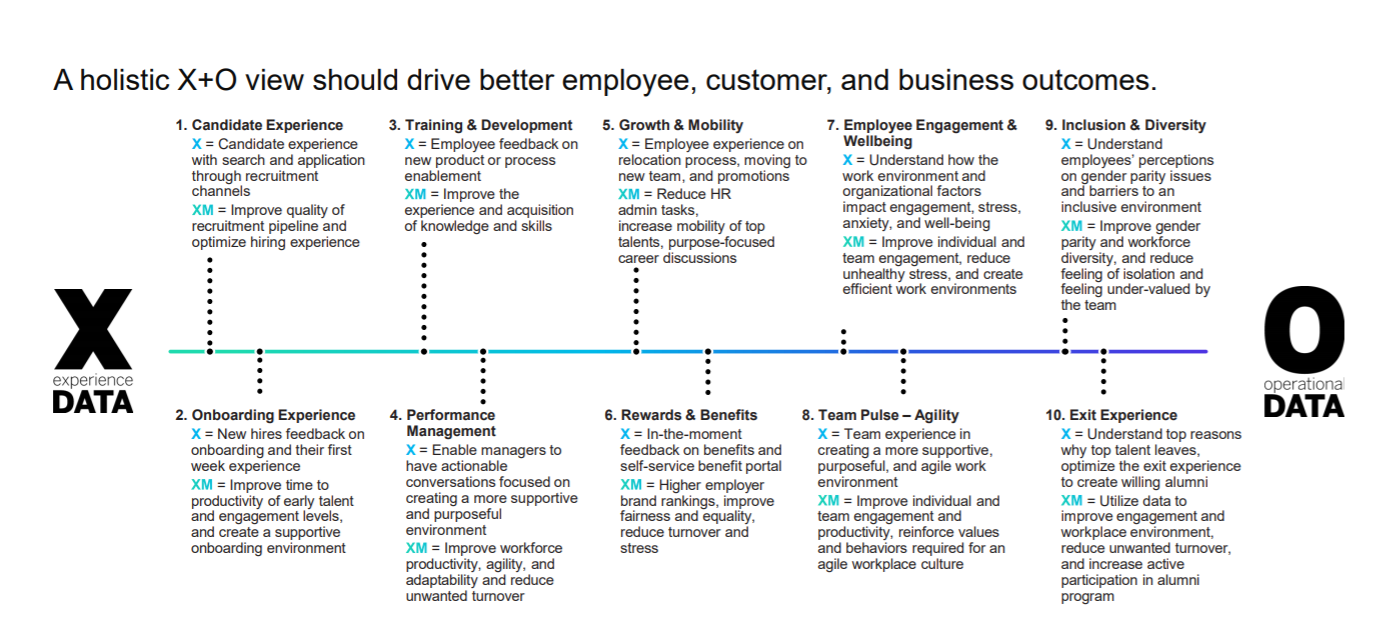 A holistic X+O view should drive better employee, customer, and business outcomes.
1. Candidate Experience
X = Candidate experience
with search and application
through recruitment
channels
XM = Improve quality of
recruitment pipeline and
optimize hiring experience
3. Training & Development
X = Employee feedback on
new product or process
enablement
XM = Improve the
experience and acquisition
of knowledge and skills
5. Growth & Mobility
X = Employee experience on
relocation process, moving to
new team, and promotions
XM = Reduce HR
admin tasks,
increase mobility of top
talents, purpose-focused
career discussions
7. Employee Engagement &
Wellbeing
X = Understand how the
work environment and
organizational factors
impact engagement, stress,
anxiety, and well-being
XM = Improve individual and
team engagement, reduce
unhealthy stress, and create
efficient work environments
9. Inclusion & Diversity
X = Understand
employees' perceptions
on gender parity issues
and barriers to an
inclusive environment
XM = Improve gender
parity and workforce
diversity, and reduce
feeling of isolation and
feeling under-valued by
the team
X
experience
DATA
O
operational
DATA
2. Onboarding Experience
X = New hires feedback on
onboarding and their first
week experience
XM = Improve time to
productivity of early talent
and engagement levels,
and create a supportive
onboarding environment
4. Performance
Management
X = Enable managers to
have actionable
conversations focused on
creating a more supportive
and purposeful
environment
XM = Improve workforce
productivity, agility, and
adaptability and reduce
unwanted turnover
6. Rewards & Benefits
X = In-the-moment
feedback on benefits and
self-service benefit portal
XM = Higher employer
brand rankings, improve
fairness and equality,
reduce turnover and
stress
8. Team Pulse – Agility
X = Team experience in
creating a more supportive,
purposeful, and agile work
environment
XM = Improve individual and
team engagement and
productivity, reinforce values
and behaviors required for an
agile workplace culture
10. Exit Experience
X = Understand top reasons
why top talent leaves,
optimize the exit experience
to create willing alumni
XM = Utilize data to
improve engagement and
workplace environment,
reduce unwanted turnover,
and increase active
participation in alumni
program